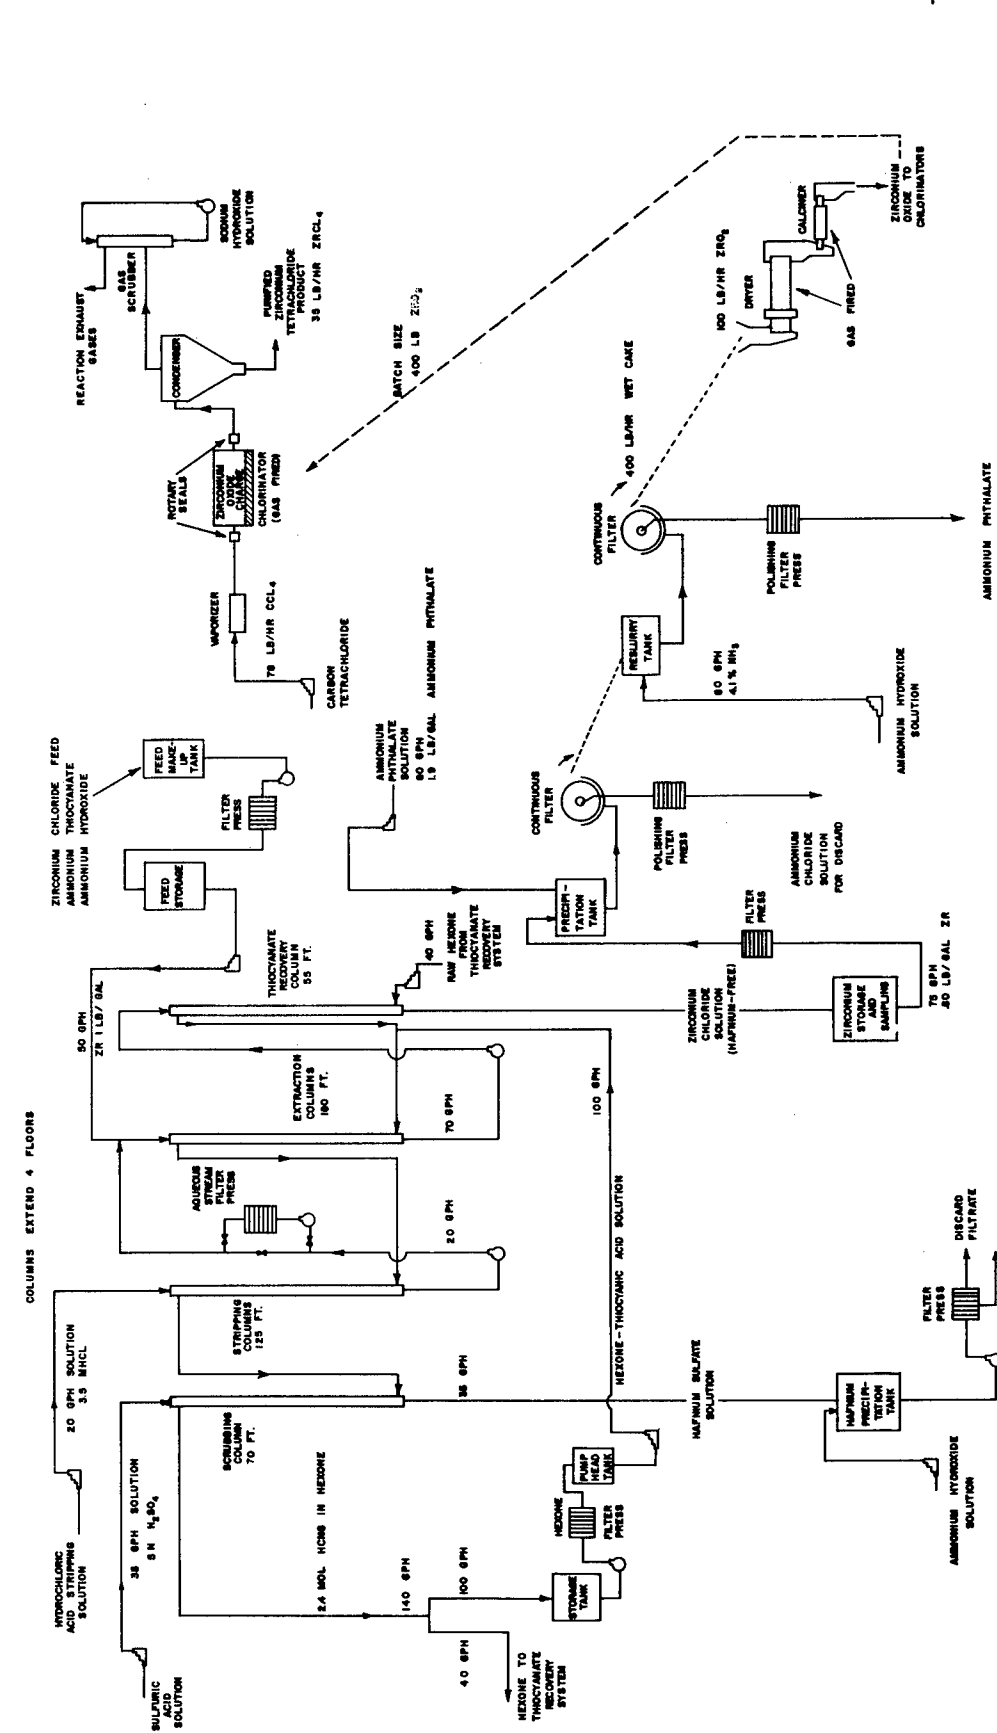 COLUMNS EXTEND 4 FLOORS
HYDROCHLORIC
ACID STRIPPING
SOLUTION
20 GPH SOLUTION
3.5 MHCL
SULFURIC
ACID
SOLUTION
35 GPH SOLUTION
5 N H2SO4
SCRUBBING
COLUMN
70 FT.
STRIPPING
COLUMNS
125 FT.
AQUEOUS
STREAM
FILTER
PRESS
EXTRACTION
COLUMNS
180 FT.
THIOCYANATE
RECOVERY
COLUMN
55 FT.
50 GPH
ZR 1 LB/GAL
ZIRCONIUM CHLORIDE FEED
AMMONIUM THIOCYANATE
AMMONIUM HYDROXIDE
FEED
MAKE-
UP
TANK
FILTER
PRESS
FEED
STORAGE
35 GPH
20 GPH
70 GPH
40 GPH
RAW HEXONE
FROM
THIOCYANATE
RECOVERY
SYSTEM
2.4 MOL HCNS IN HEXONE
140 GPH
100 GPH
40 GPH
HEXONE TO
THIOCYANATE
RECOVERY
SYSTEM
STORAGE
TANK
HEXONE
FILTER
PRESS
PUMP
HEAD
TANK
HEXONE-THIOCYANIC ACID SOLUTION
100 GPH
HAFNIUM SULFATE
SOLUTION
HAFNIUM
PRECIPI-
TATION
TANK
AMMONIUM HYDROXIDE
SOLUTION
FILTER
PRESS
DISCARD
FILTRATE
ZIRCONIUM
CHLORIDE
SOLUTION
(HAFNIUM-FREE)
ZIRCONIUM
STORAGE
AND
SAMPLING
75 GPH
.80 LB/GAL ZR
FILTER
PRESS
PRECIPI-
TATION
TANK
AMMONIUM
PHTHALATE
SOLUTION
80 GPH
1.9 LB/GAL AMMONIUM PHTHALATE
CONTINUOUS
FILTER
POLISHING
FILTER
PRESS
AMMONIUM
CHLORIDE
SOLUTION
FOR DISCARD
RESLURRY
TANK
80 GPH
4.1% NH3
AMMONIUM HYDROXIDE
SOLUTION
CONTINUOUS
FILTER
400 LB/HR WET CAKE
POLISHING
FILTER
PRESS
AMMONIUM PHTHALATE
100 LB/HR ZRO2
DRYER
CALCINER
GAS FIRED
ZIRCONIUM
OXIDE TO
CHLORINATORS
BATCH SIZE
400 LB
CARBON
TETRACHLORIDE
78 LB/HR CCL4
VAPORIZER
ROTARY
SEALS
ZIRCONIUM
OXIDE
CHARGE
CHLORINATOR
(GAS FIRED)
CONDENSER
PURIFIED
ZIRCONIUM
TETRACHLORIDE
PRODUCT
35 LB/HR ZRCL4
REACTION EXHAUST
GASES
GAS
SCRUBBER
SODIUM
HYDROXIDE
SOLUTION